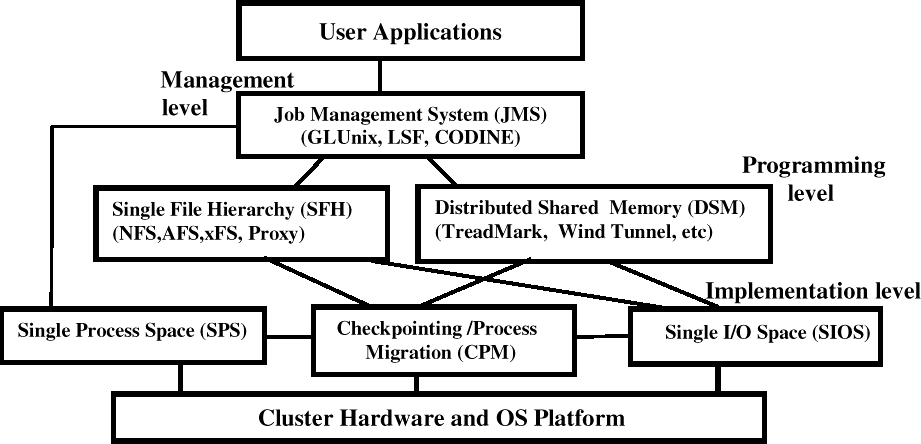 User Applications
Management
level
Job Management System (JMS)
(GLUnix, LSF, CODINE)
Programming
level
Single File Hierarchy (SFH)
(NFS,AFS,xFS, Proxy)
Distributed Shared Memory (DSM)
(TreadMark, Wind Tunnel, etc)
Implementation level
Single Process Space (SPS)
Checkpointing /Process
Migration (CPM)
Single I/O Space (SIOS)
Cluster Hardware and OS Platform